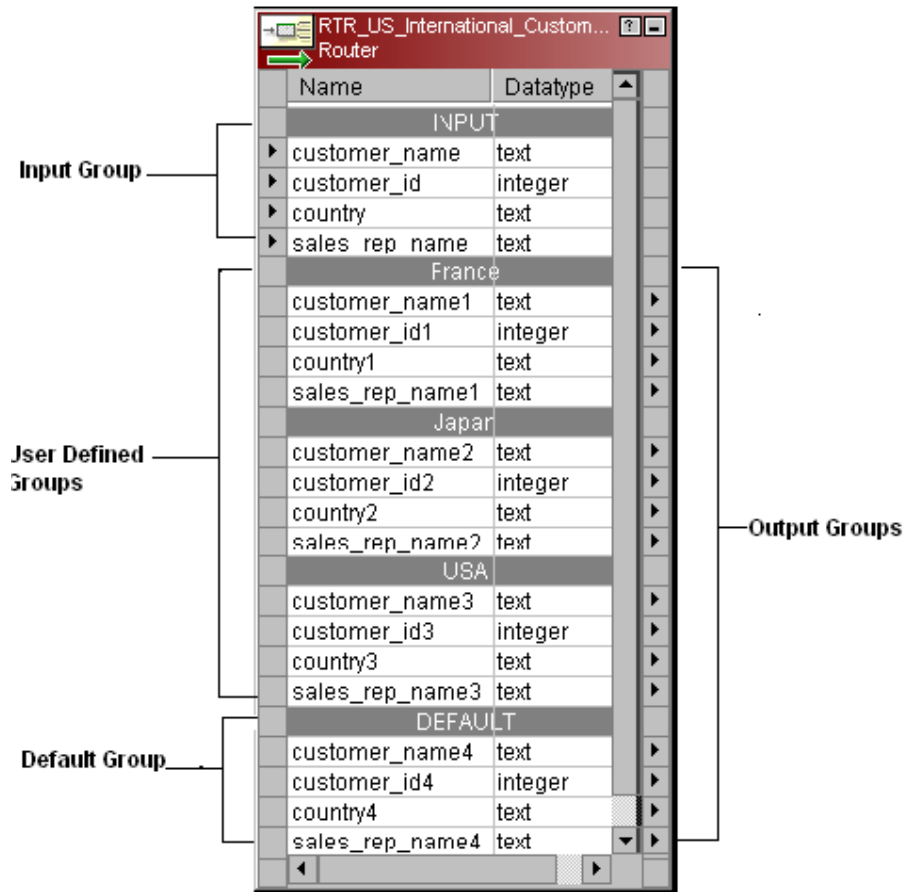 RTR_US_International_Custom...
Router
Name Datatype
INPUT
customer_name text
customer_id integer
country text
sales_rep_name text
France
customer_name1 text
customer_id1 integer
country1 text
sales_rep_name1 text
Japan
customer_name2 text
customer_id2 integer
country2 text
sales_rep_name2 text
USA
customer_name3 text
customer_id3 integer
country3 text
sales_rep_name3 text
DEFAULT
customer_name4 text
customer_id4 integer
country4 text
sales_rep_name4 text
Input Group
User Defined
Groups
Default Group
Output Groups